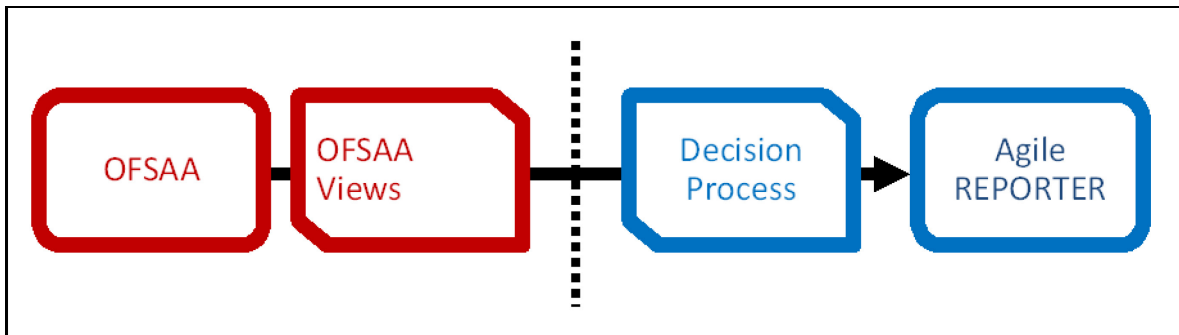 OFSAA
OFSAA
Views
Decision
Process
Agile
REPORTER